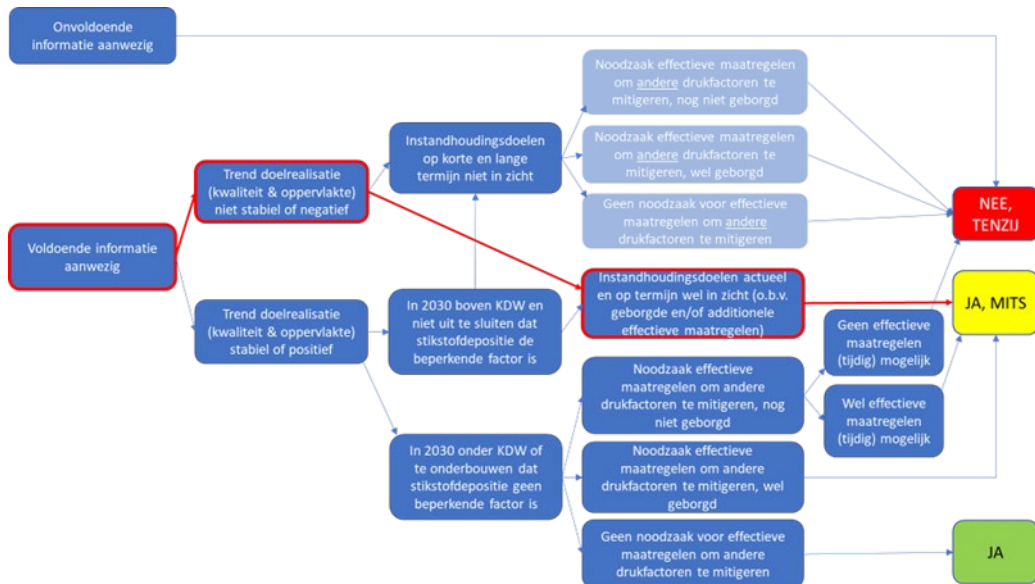 Onvoldoende
informatie aanwezig
Noodzaak effectieve maatregelen
om andere drukfactoren te
mitigeren, nog niet geborgd
Instandhoudingsdoelen
op korte en lange
termijn niet in zicht
Noodzaak effectieve maatregelen
om andere drukfactoren te
mitigeren, wel geborgd
Trend doelrealisatie
(kwaliteit & oppervlakte)
niet stabiel of negatief
Geen noodzaak voor effectieve
maatregelen om andere
drukfactoren te mitigeren
NEE,
TENZIJ
Voldoende informatie
aanwezig
Instandhoudingsdoelen actueel
en op termijn wel in zicht (o.b.v.
geborgde en/of additionele
effectieve maatregelen)
JA, MITS
Trend doelrealisatie
(kwaliteit & oppervlakte)
stabiel of positief
In 2030 boven KDW en
niet uit te sluiten dat
stikstofdepositie de
beperkende factor is
Geen effectieve
maatregelen
(tijdig) mogelijk
Noodzaak effectieve
maatregelen om andere
drukfactoren te mitigeren, nog
niet geborgd
Wel effectieve
maatregelen
(tijdig) mogelijk
In 2030 onder KDW of
te onderbouwen dat
stikstofdepositie geen
beperkende factor is
Noodzaak effectieve
maatregelen om andere
drukfactoren te mitigeren, wel
geborgd
Geen noodzaak voor effectieve
maatregelen om andere
drukfactoren te mitigeren
JA